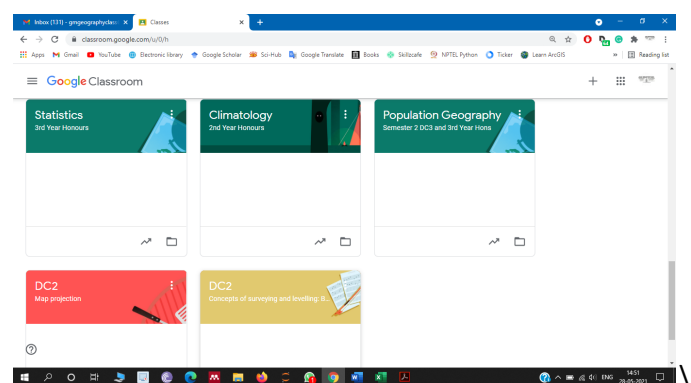 Inbox (131) - gmgeographyclass
Classes
classroom.google.com/u/0/h
Apps Gmail YouTube Electronic library Google Scholar Sci-Hub Google Translate Books Skillzcafe NPTEL Python Ticker Learn ArcGIS » Reading list
Google Classroom
Statistics
3rd Year Honours
Climatology
2nd Year Honours
Population Geography
Semester 2 DC3 and 3rd Year Hons
DC2
Map projection
DC2
Concepts of surveying and levelling: B...
ENG
14:51
28-05-2021
\